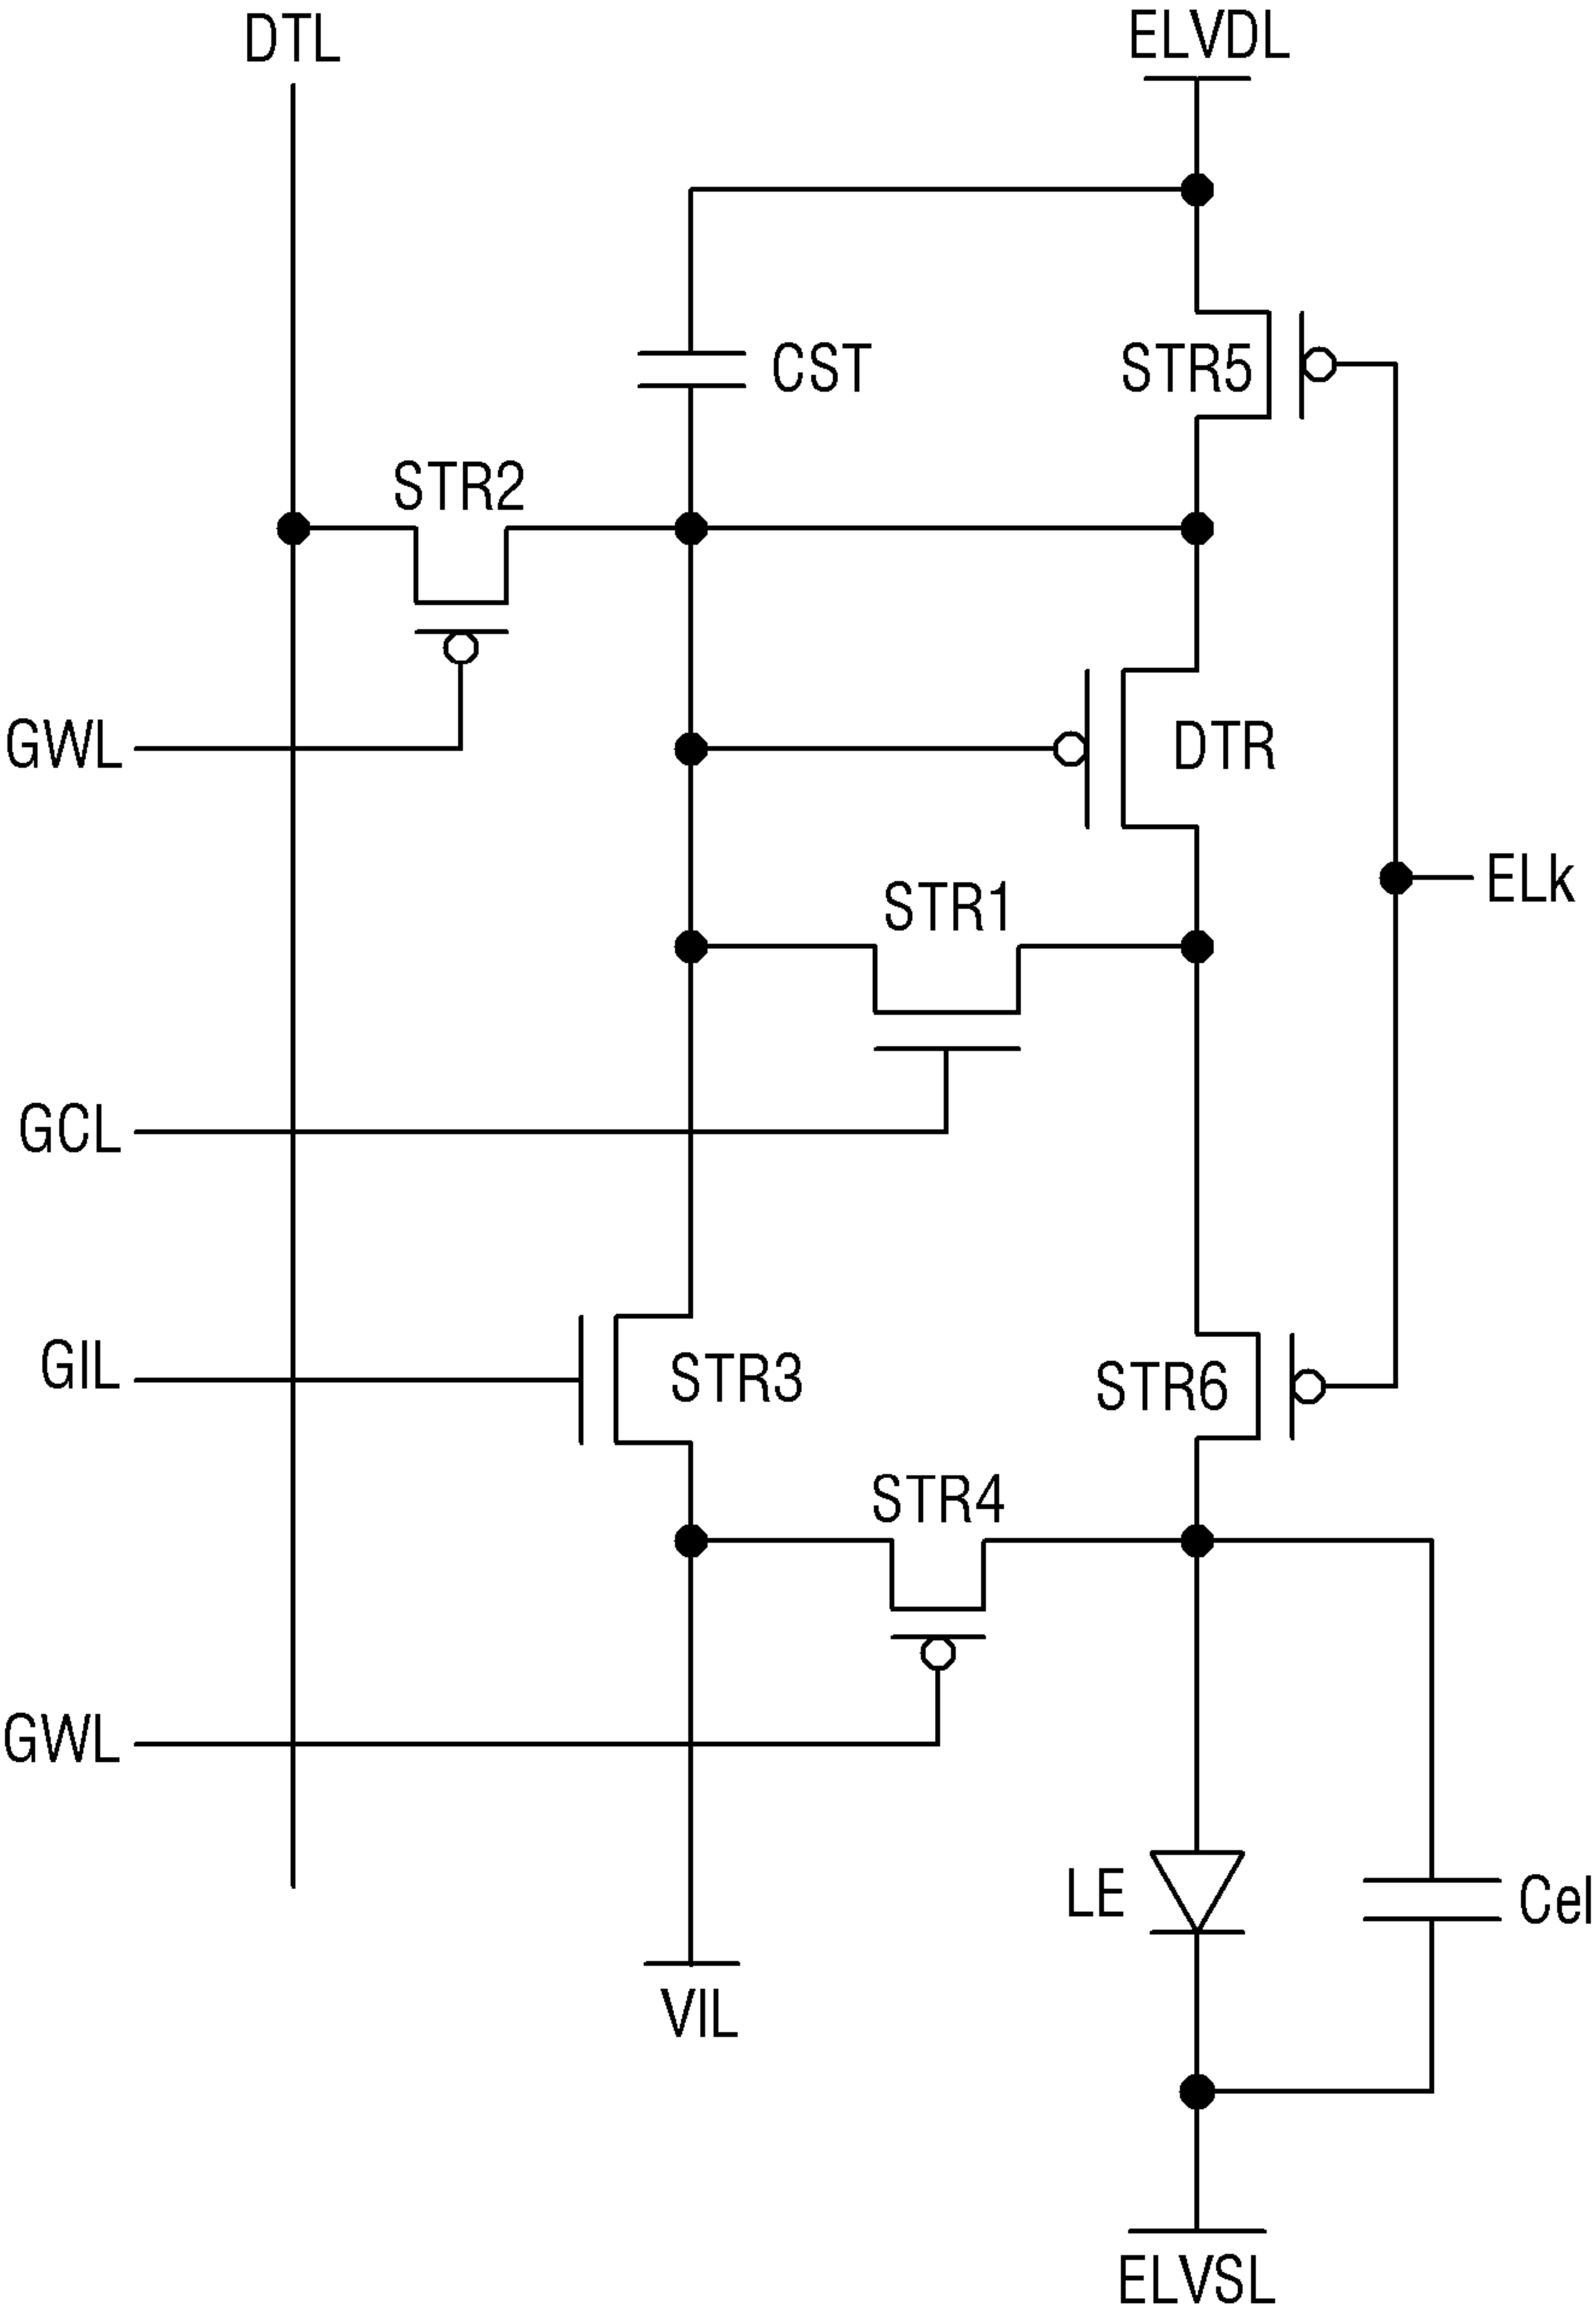 DTL
ELVDL
CST
STR5
STR2
GWL
DTR
STR1
ELk
GCL
GIL
STR3
STR6
STR4
GWL
LE
Cel
VIL
ELVSL